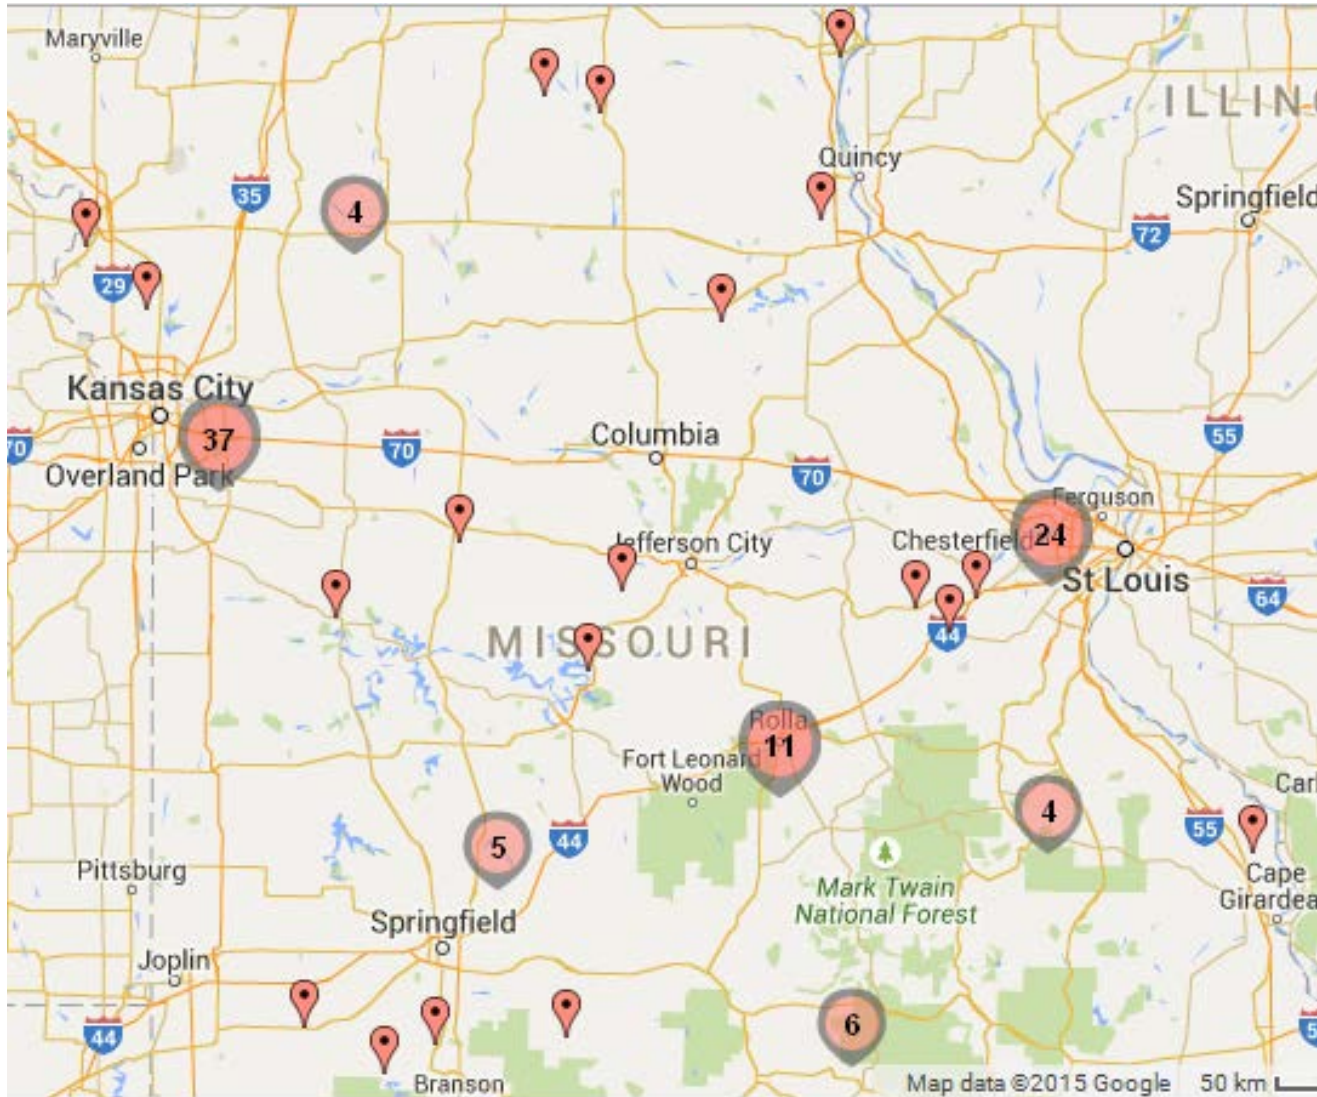 Maryville
ILLIN
Quincy
35
4
Springfield
72
29
Kansas City
37
70
Overland Park
70
Columbia
70
55
Ferguson
Jefferson City
Chesterfield
24
St Louis
64
MISSOURI
44
Rolla
11
Fort Leonard
Wood
Carl
4
55
5
44
Pittsburg
Mark Twain
National Forest
Cape
Girardea
Springfield
Joplin
6
44
5
Branson
Map data ©2015 Google
50 km